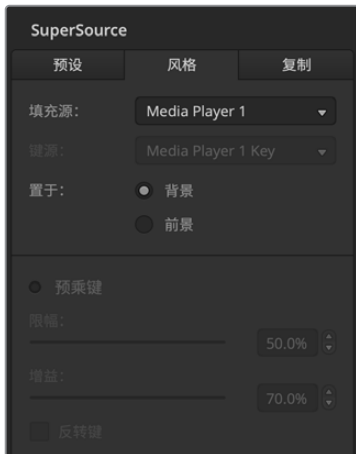 SuperSource
预设 风格 复制
填充源： Media Player 1
键源： Media Player 1 Key
置于： 背景
前景
预乘键
限幅：
50.0%
增益：
70.0%
反转键